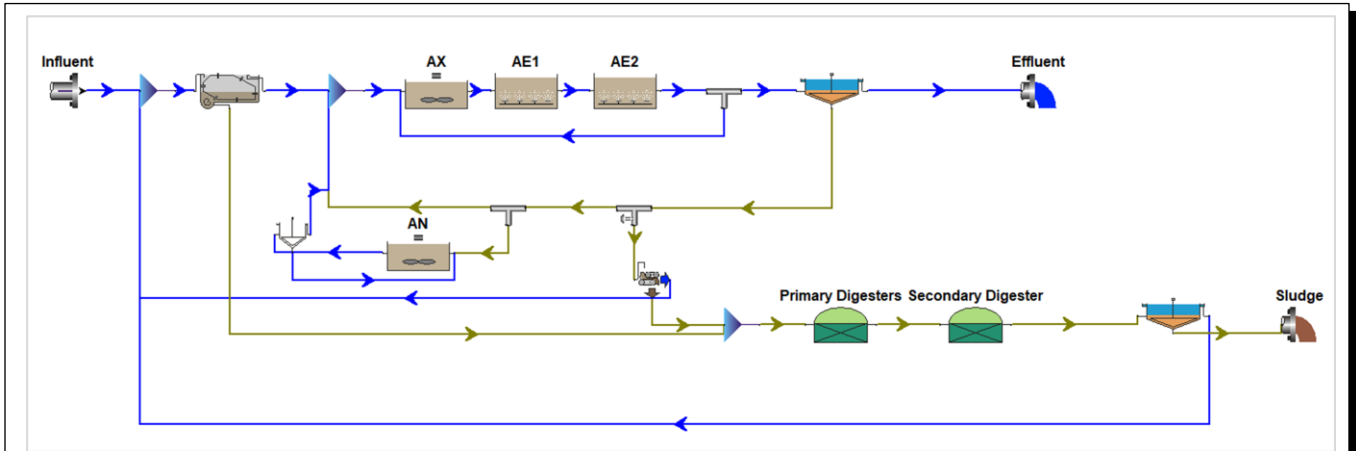 Influent
AX
AE1
AE2
Effluent
AN
Primary Digesters
Secondary Digester
Sludge